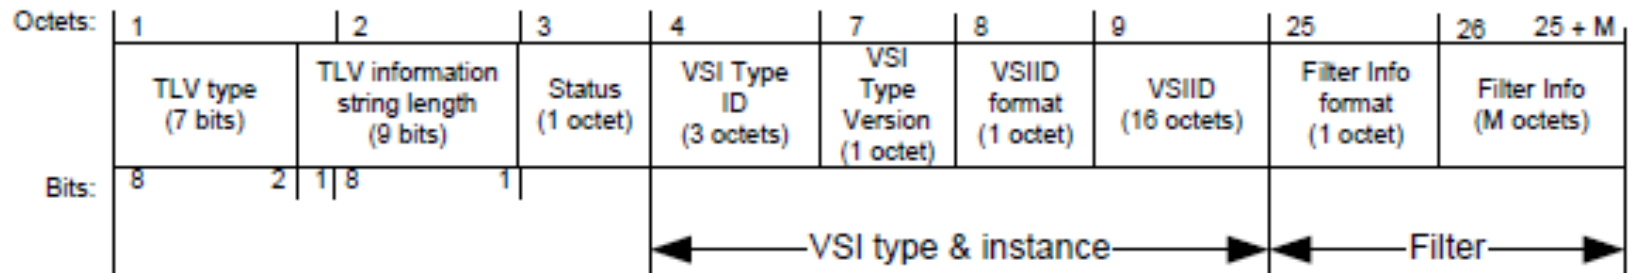 Octets: 1 2 3 4 7 8 9 25 26 25 + M
TLV type
(7 bits)
TLV information
string length
(9 bits)
Status
(1 octet)
VSI Type
ID
(3 octets)
VSI
Type
Version
(1 octet)
VSIID
format
(1 octet)
VSIID
(16 octets)
Filter Info
format
(1 octet)
Filter Info
(M octets)
Bits: 8 2 1 8 1
VSI type & instance
Filter